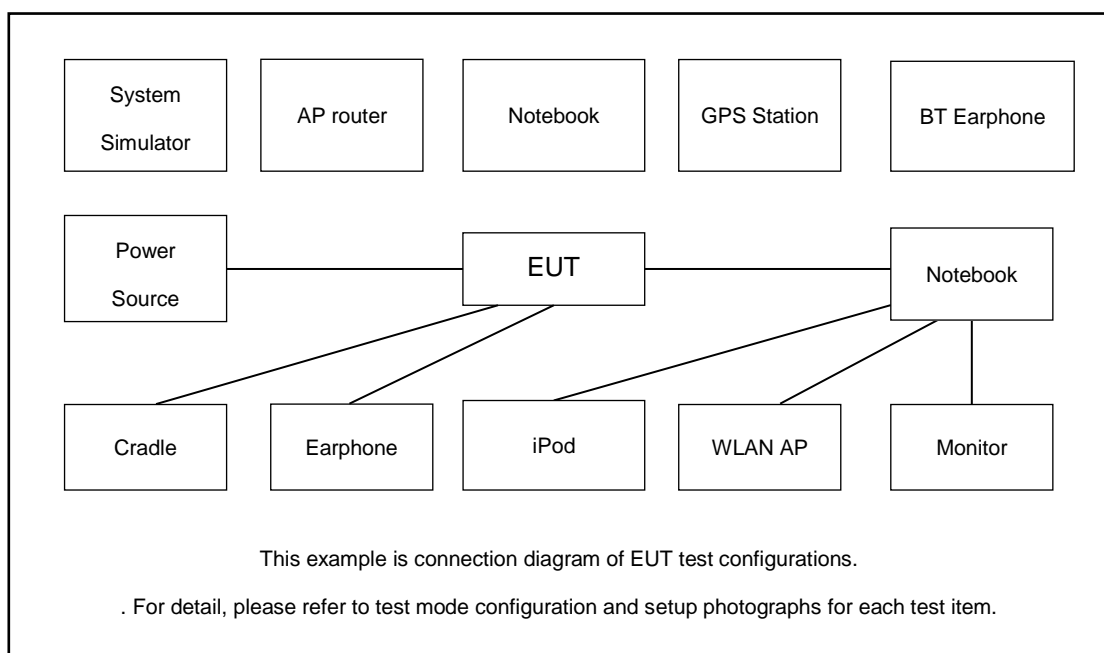 System
Simulator
AP router
Notebook
GPS Station
BT Earphone
Power
Source
EUT
Notebook
Cradle
Earphone
iPod
WLAN AP
Monitor
This example is connection diagram of EUT test configurations.
. For detail, please refer to test mode configuration and setup photographs for each test item.